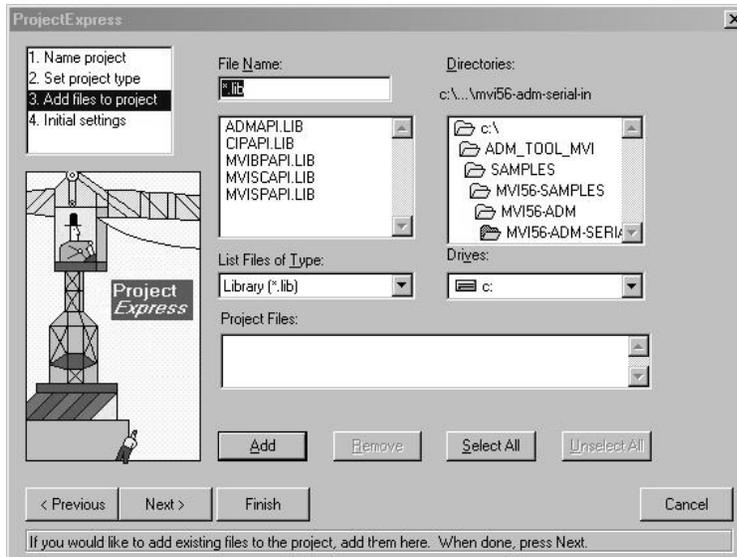 ProjectExpress
1. Name project
2. Set project type
3. Add files to project
4. Initial settings
Project
Express
File Name:
*.lib
ADMAPI.LIB
CIPAPI.LIB
MVIBPAPI.LIB
MVISCAPI.LIB
MVISPAPI.LIB
List Files of Type:
Library (*.lib)
Directories:
c:\...\mvi56-adm-serial-in
c:\
ADM_TOOL_MVI
SAMPLES
MVI56-SAMPLES
MVI56-ADM
MVI56-ADM-SERIA
Drives:
c:
Project Files:
Add
Remove
Select All
Unselect All
< Previous
Next >
Finish
Cancel
If you would like to add existing files to the project, add them here. When done, press Next.